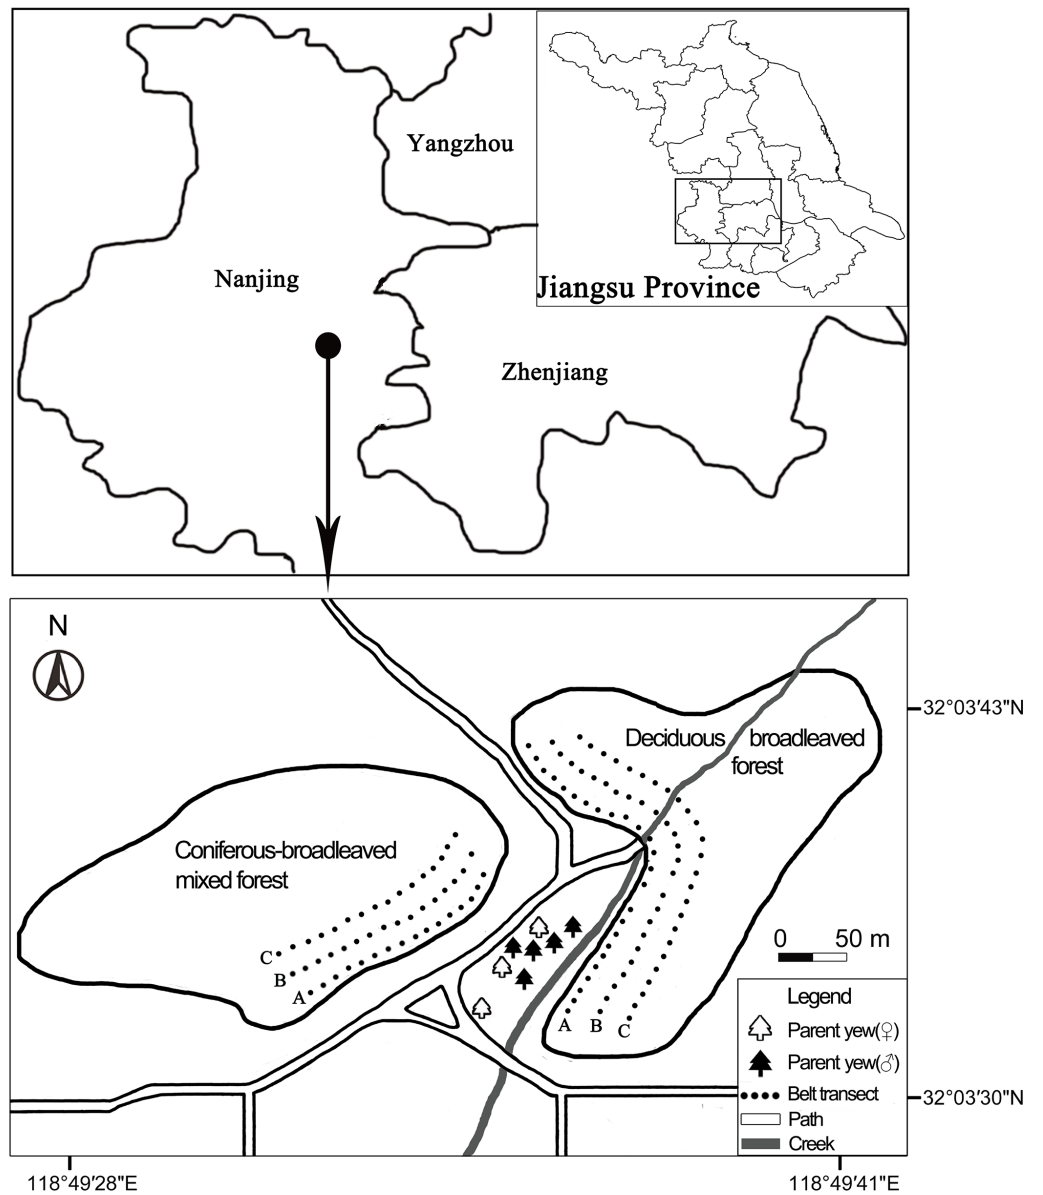 Yangzhou
Nanjing
Jiangsu Province
Zhenjiang
N
32°03′43"N
Deciduous broadleaved
forest
Coniferous-broadleaved
mixed forest
C
B
A
A B C
0 50 m
Legend
Parent yew(♀)
Parent yew(♂)
Belt transect
Path
Creek
32°03′30"N
118°49′28"E
118°49′41"E